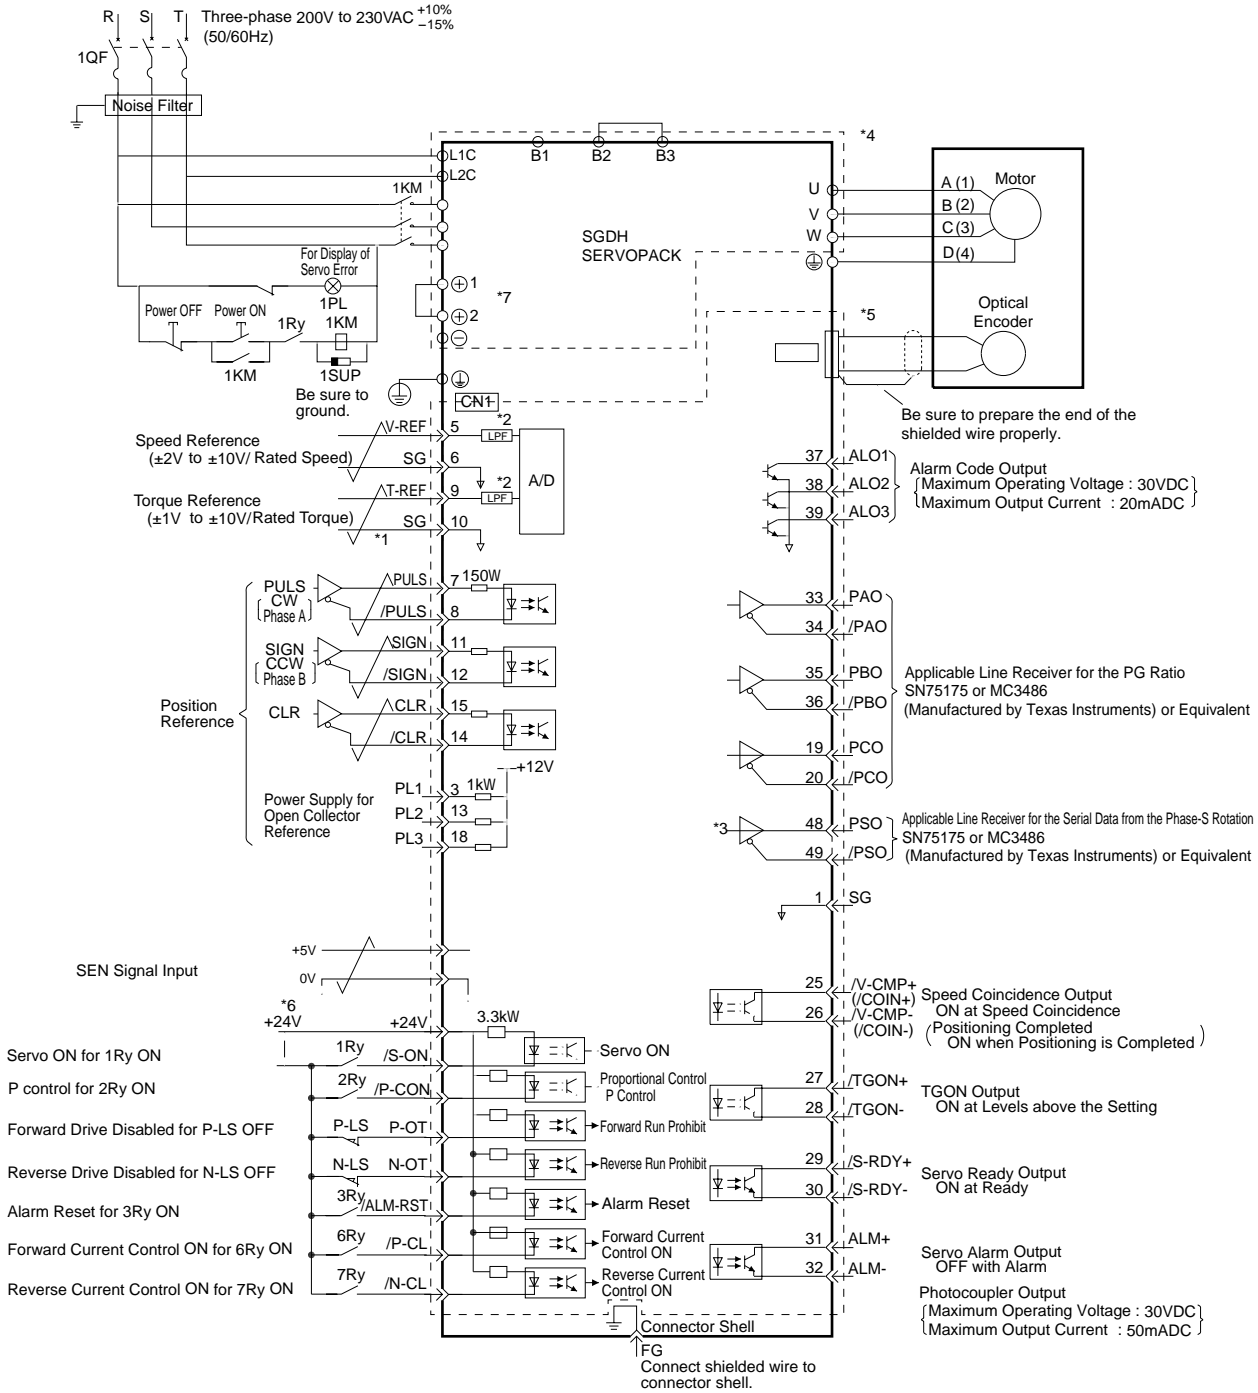 R S T Three-phase 200V to 230VAC +10% −15%
(50/60Hz)
1QF
Noise Filter
B1 B2 B3 *4
L1C
L2C
1KM
SGDH
SERVOPACK
U
V
W
A (1)
B (2)
C (3)
D(4)
Motor
For Display of
Servo Error
1PL
+1
+2
−
*7
Power OFF Power ON 1Ry 1KM
1KM 1SUP
Be sure to
ground.
*5
Optical
Encoder
Be sure to prepare the end of the
shielded wire properly.
CN1
Speed Reference
(±2V to ±10V/ Rated Speed)
V-REF 5 *2 LPF
SG 6
Torque Reference
(±1V to ±10V/Rated Torque)
T-REF 9 *2 LPF
SG 10
*1
A/D
37 ALO1
38 ALO2
39 ALO3
Alarm Code Output
Maximum Operating Voltage : 30VDC
Maximum Output Current : 20mADC
Position
Reference
PULS
CW
Phase A
PULS 7 150W
/PULS 8
SIGN
CCW
Phase B
SIGN 11
/SIGN 12
CLR
CLR 15
/CLR 14
+12V
Power Supply for
Open Collector
Reference
PL1 3 1kW
PL2 13
PL3 18
33 PAO
34 /PAO
35 PBO
36 /PBO
19 PCO
20 /PCO
Applicable Line Receiver for the PG Ratio
SN75175 or MC3486
(Manufactured by Texas Instruments) or Equivalent
*3
48 PSO
49 /PSO
Applicable Line Receiver for the Serial Data from the Phase-S Rotation
SN75175 or MC3486
(Manufactured by Texas Instruments) or Equivalent
1 SG
SEN Signal Input
+5V
0V
*6
+24V +24V 3.3kW
Servo ON for 1Ry ON 1Ry /S-ON Servo ON
P control for 2Ry ON 2Ry /P-CON Proportional Control
P Control
Forward Drive Disabled for P-LS OFF P-LS P-OT Forward Run Prohibit
Reverse Drive Disabled for N-LS OFF N-LS N-OT Reverse Run Prohibit
Alarm Reset for 3Ry ON 3Ry /ALM-RST Alarm Reset
Forward Current Control ON for 6Ry ON 6Ry /P-CL Forward Current
Control ON
Reverse Current Control ON for 7Ry ON 7Ry /N-CL Reverse Current
Control ON
25 /V-CMP+
(/COIN+)
26 /V-CMP-
(/COIN-)
Speed Coincidence Output
ON at Speed Coincidence
(Positioning Completed
ON when Positioning is Completed)
27 /TGON+
28 /TGON-
TGON Output
ON at Levels above the Setting
29 /S-RDY+
30 /S-RDY-
Servo Ready Output
ON at Ready
31 ALM+
32 ALM-
Servo Alarm Output
OFF with Alarm
Photocoupler Output
Maximum Operating Voltage : 30VDC
Maximum Output Current : 50mADC
Connector Shell
FG
Connect shielded wire to
connector shell.